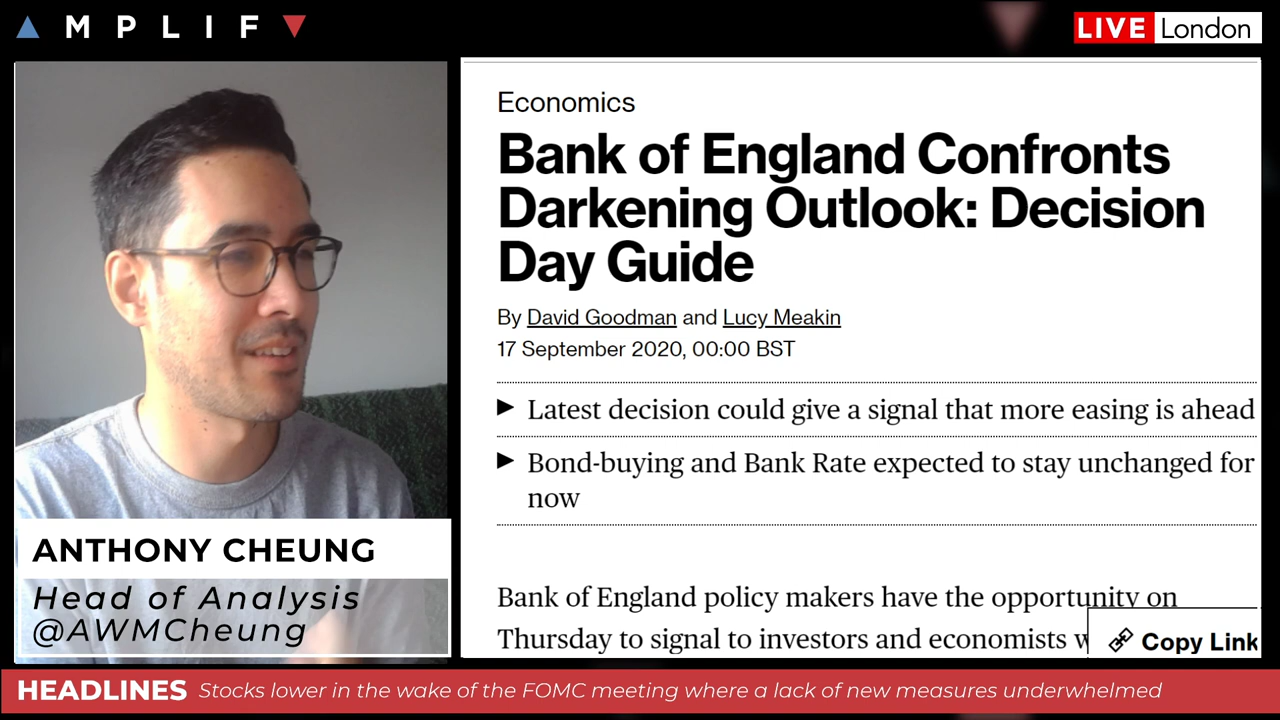 ▲ M P L I F ▼
LIVE London
Economics
Bank of England Confronts
Darkening Outlook: Decision
Day Guide
By David Goodman and Lucy Meakin
17 September 2020, 00:00 BST
▶ Latest decision could give a signal that more easing is ahead
▶ Bond-buying and Bank Rate expected to stay unchanged for
now
Bank of England policy makers have the opportunity on
Thursday to signal to investors and economists
Copy Link
ANTHONY CHEUNG
Head of Analysis
@AWMCheung
HEADLINES Stocks lower in the wake of the FOMC meeting where a lack of new measures underwhelmed